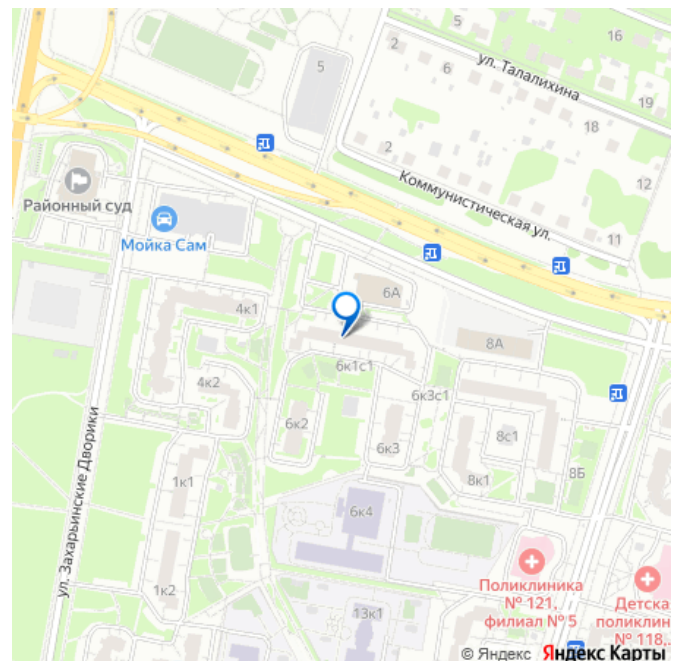 5
16
2
6
ул. Талалихина
5
19
18
2
12
Коммунистическая ул.
11
Районный суд
Мойка Сам
6А
4к1
8А
6к1с1
4к2
6к3с1
6к2
8с1
6к3
8Б
1к1
8к1
6к4
ул. Захарьинские Дворики
Поликлиника
№ 121,
филиал № 5
1к2
Детска
поликлин
№ 118,..
13к1
© Яндекс Яндекс Карты